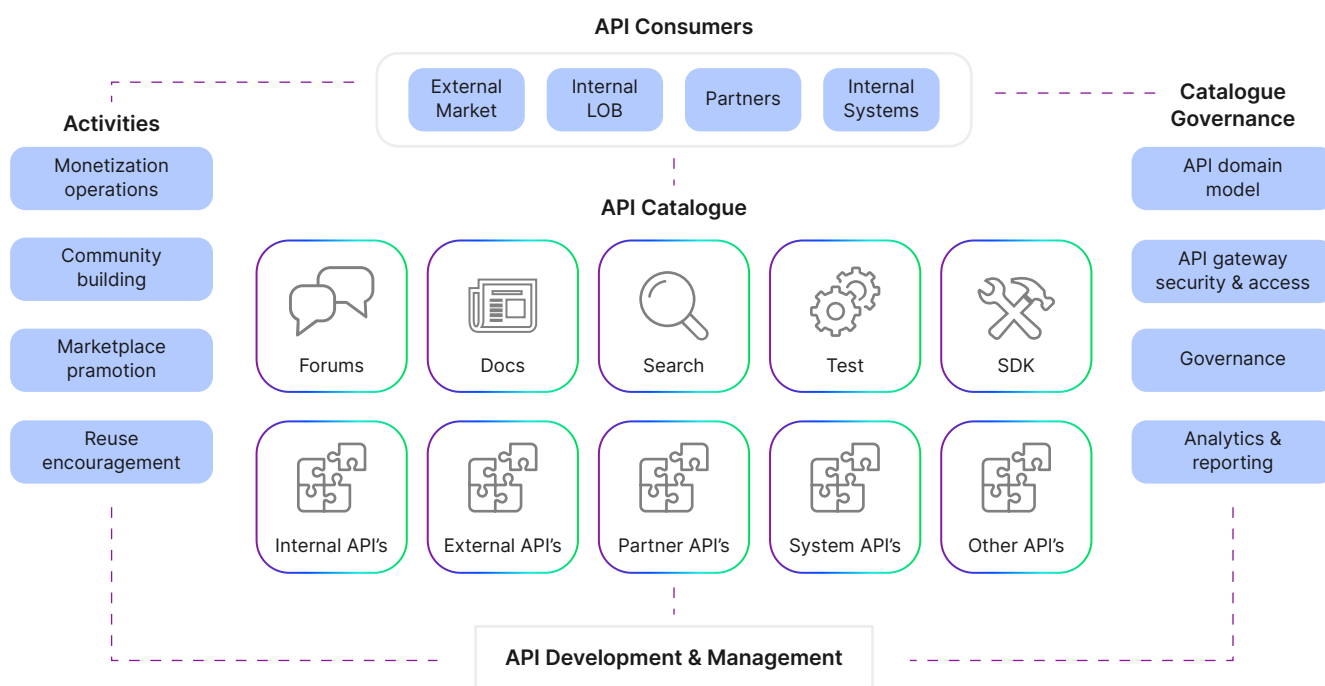 API Consumers
External
Market
Internal
LOB
Partners
Internal
Systems
Activities
Monetization
operations
Community
building
Marketplace
pramotion
Reuse
encouragement
Catalogue
Governance
API domain
model
API gateway
security & access
Governance
Analytics &
reporting
API Catalogue
Forums
Docs
Search
Test
SDK
Internal API’s
External API’s
Partner API’s
System API’s
Other API’s
API Development & Management